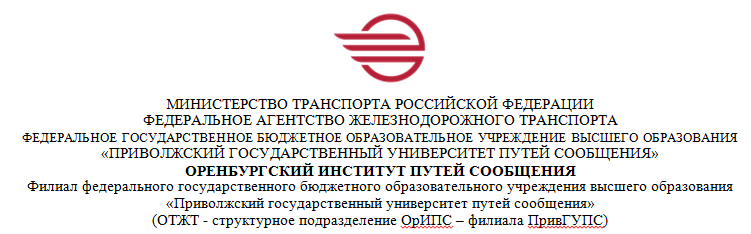 МИНИСТЕРСТВО ТРАНСПОРТА РОССИЙСКОЙ ФЕДЕРАЦИИ
ФЕДЕРАЛЬНОЕ АГЕНТСТВО ЖЕЛЕЗНОДОРОЖНОГО ТРАНСПОРТА
ФЕДЕРАЛЬНОЕ ГОСУДАРСТВЕННОЕ БЮДЖЕТНОЕ ОБРАЗОВАТЕЛЬНОЕ УЧРЕЖДЕНИЕ ВЫСШЕГО ОБРАЗОВАНИЯ
«ПРИВОЛЖСКИЙ ГОСУДАРСТВЕННЫЙ УНИВЕРСИТЕТ ПУТЕЙ СООБЩЕНИЯ»
ОРЕНБУРГСКИЙ ИНСТИТУТ ПУТЕЙ СООБЩЕНИЯ
Филиал федерального государственного бюджетного образовательного учреждения высшего образования
«Приволжский государственный университет путей сообщения»
(ОТЖТ - структурное подразделение ОрИПС – филиала ПривГУПС)